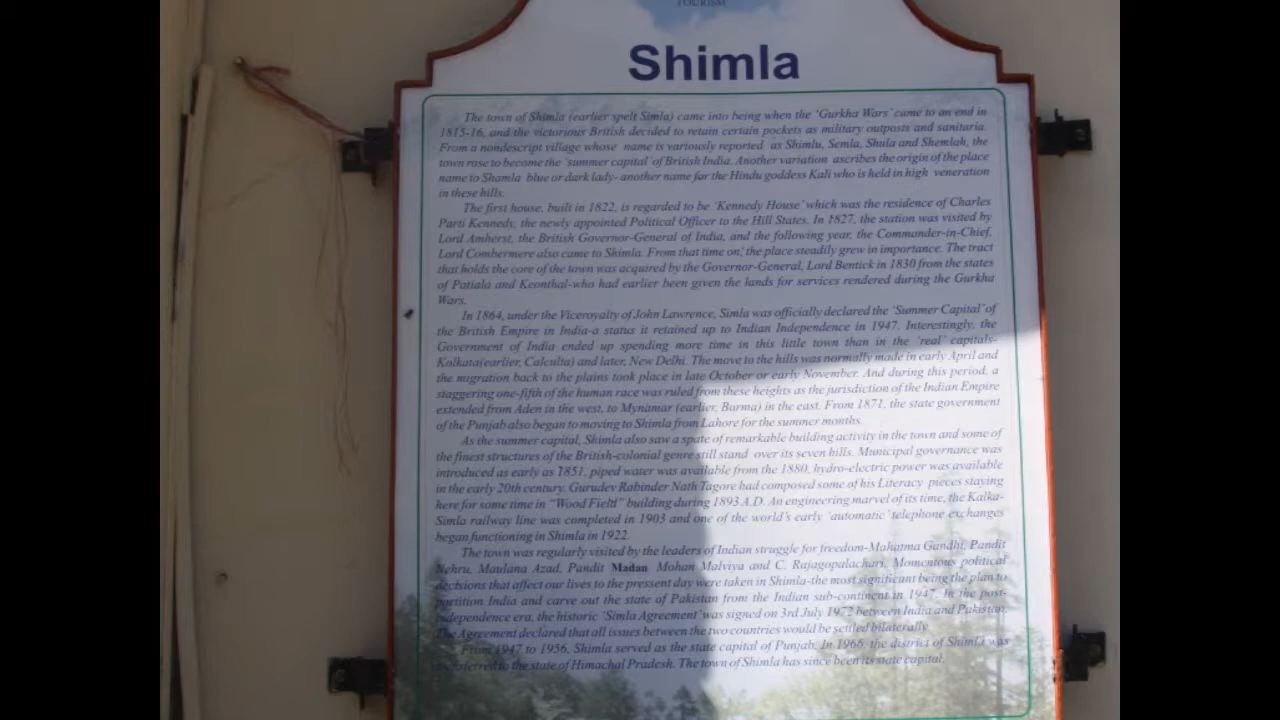 TOURISM
Shimla
The town of Shimla (earlier spelt Simla) came into being when the 'Gurkha Wars' came to an end in
1815-16, and the victorious British decided to retain certain pockets as military outposts and sanitaria.
From a nondescript village whose name is variously reported as Shimlu, Semla, Shula and Shemlah, the
town rose to become the 'summer capital' of British India. Another variation ascribes the origin of the place
name to Shamla blue or dark lady- another name for the Hindu goddess Kali who is held in high veneration
in these hills.
The first house, built in 1822, is regarded to be 'Kennedy House' which was the residence of Charles
Parti Kennedy, the newly appointed Political Officer to the Hill States. In 1827, the station was visited by
Lord Amherst, the British Governor-General of India, and the following year, the Commander-in-Chief,
Lord Combermere also came to Shimla. From that time on, the place steadily grew in importance. The tract
that holds the core of the town was acquired by the Governor-General, Lord Bentick in 1830 from the states
of Patiala and Keonthal-who had earlier been given the lands for services rendered during the Gurkha
Wars.
In 1864, under the Viceroyalty of John Lawrence, Simla was officially declared the 'Summer Capital' of
the British Empire in India-a status it retained up to Indian Independence in 1947. Interestingly, the
Government of India ended up spending more time in this little town than in the 'real' capitals-
Kolkata(earlier, Calculta) and later, New Delhi. The move to the hills was normally made in early April and
the migration back to the plains took place in late October or early November. And during this period, a
staggering one-fifth of the human race was ruled from these heights as the jurisdiction of the Indian Empire
extended from Aden in the west, to Mynamar (earlier, Burma) in the east. From 1871, the state government
of the Punjab also began to moving to Shimla from Lahore for the summer months.
As the summer capital, Shimla also saw a spate of remarkable building activity in the town and some of
the finest structures of the British-colonial genre still stand over its seven hills. Municipal governance was
introduced as early as 1851, piped water was available from the 1880, hydro-electric power was available
in the early 20th century. Gurudev Rabinder Nath Tagore had composed some of his Literacy pieces staying
here for some time in "Wood Field" building during 1893 A.D. An engineering marvel of its time, the Kalka-
Simla railway line was completed in 1903 and one of the world's early 'automatic' telephone exchanges
began functioning in Shimla in 1922.
The town was regularly visited by the leaders of Indian struggle for freedom-Mahatma Gandhi, Pandit
Nehru, Maulana Azad, Pandit Madan Mohan Malviya and C. Rajagopalachari. Momentous political
decisions that affect our lives to the pressent day were taken in Shimla-the most significant being the plan to
partition India and carve out the state of Pakistan from the Indian sub-continent in 1947. In the post-
independence era, the historic 'Simla Agreement' was signed on 3rd July 1972 between India and Pakistan.
The Agreement declared that all issues between the two countries would be settled bilaterally.
From 1947 to 1956, Shimla served as the state capital of Punjab. In 1966, the district of Shimla was
transferred to the state of Himachal Pradesh. The town of Shimla has since been its state capital.